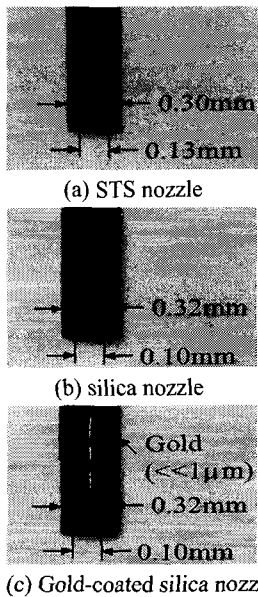 0.30mm
0.13mm
(a) STS nozzle
0.32mm
0.10mm
(b) silica nozzle
Gold
(<<1μm)
0.32mm
0.10mm
(c) Gold-coated silica nozz